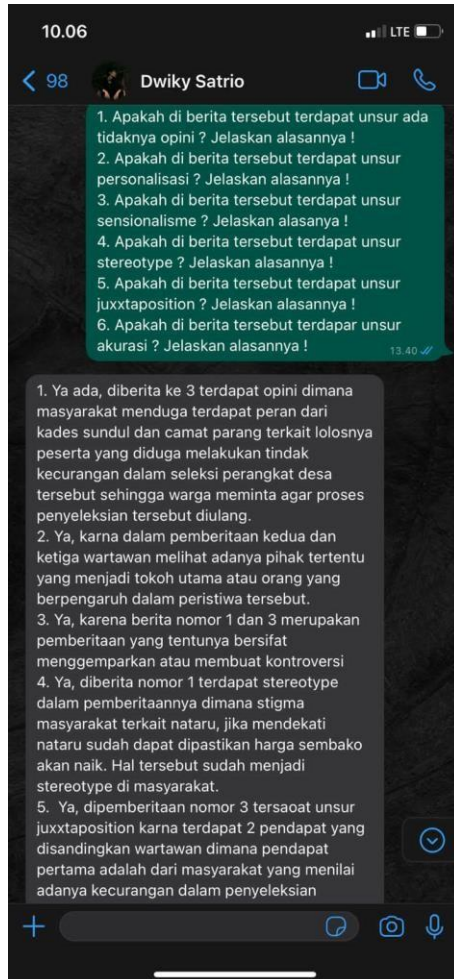 10.06
LTE
98
Dwiky Satrio
1. Apakah di berita tersebut terdapat unsur ada
tidaknya opini ? Jelaskan alasannya !
2. Apakah di berita tersebut terdapat unsur
personalisasi ? Jelaskan alasannya !
3. Apakah di berita tersebut terdapat unsur
sensionalisme ? Jelaskan alasanya !
4. Apakah di berita tersebut terdapat unsur
stereotype ? Jelaskan alasannya !
5. Apakah di berita tersebut terdapat unsur
juxxtaposition ? Jelaskan alasannya !
6. Apakah di berita tersebut terdapar unsur
akurasi ? Jelaskan alasannya !
13.40
1. Ya ada, diberita ke 3 terdapat opini dimana
masyarakat menduga terdapat peran dari
kades sundul dan camat parang terkait lolosnya
peserta yang diduga melakukan tindak
kecurangan dalam seleksi perangkat desa
tersebut sehingga warga meminta agar proses
penyeleksian tersebut diulang.
2. Ya, karna dalam pemberitaan kedua dan
ketiga wartawan melihat adanya pihak tertentu
yang menjadi tokoh utama atau orang yang
berpengaruh dalam peristiwa tersebut.
3. Ya, karena berita nomor 1 dan 3 merupakan
pemberitaan yang tentunya bersifat
menggemparkan atau membuat kontroversi
4. Ya, diberita nomor 1 terdapat stereotype
dalam pemberitaannya dimana stigma
masyarakat terkait nataru, jika mendekati
nataru sudah dapat dipastikan harga sembako
akan naik. Hal tersebut sudah menjadi
stereotype di masyarakat.
5. Ya, dipemberitaan nomor 3 tersaoat unsur
juxxtaposition karna terdapat 2 pendapat yang
disandingkan wartawan dimana pendapat
pertama adalah dari masyarakat yang menilai
adanya kecurangan dalam penyeleksian